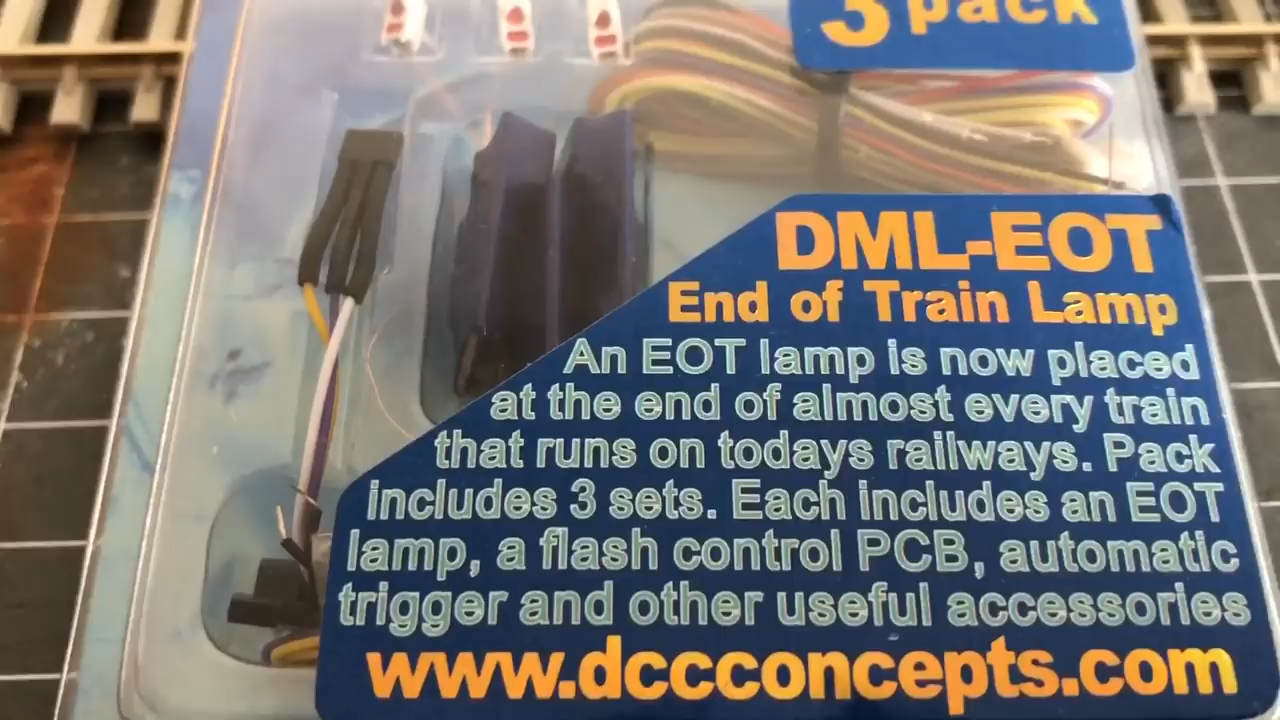 3 pack
DML-EOT
End of Train Lamp
An EOT lamp is now placed
at the end of almost every train
that runs on todays railways. Pack
includes 3 sets. Each includes an EOT
lamp, a flash control PCB, automatic
trigger and other useful accessories
www.dccconcepts.com